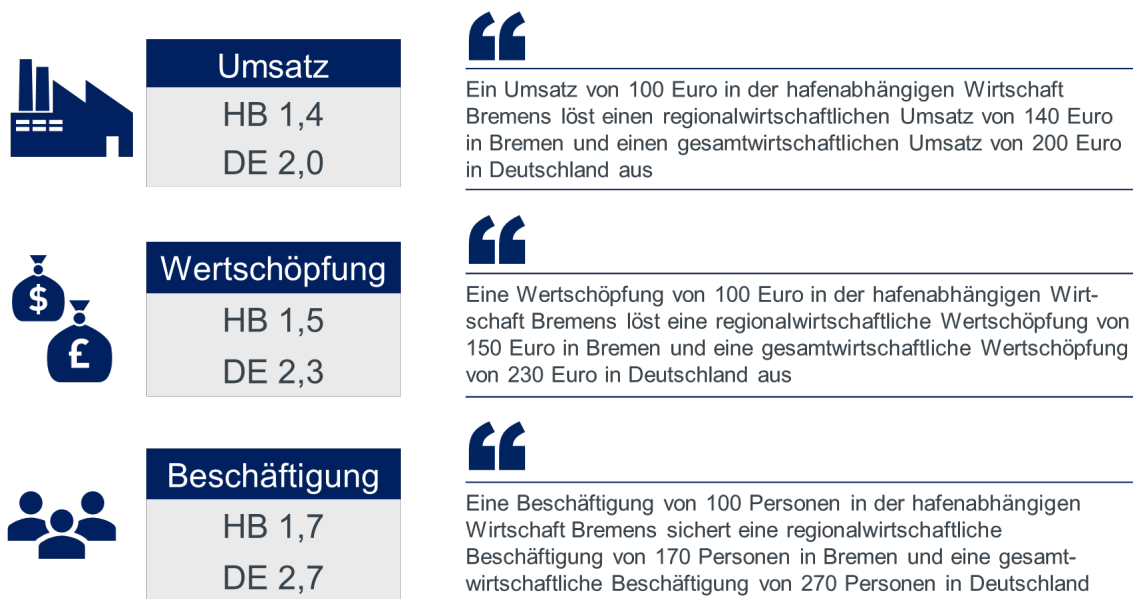 Umsatz
HB 1,4
DE 2,0
Ein Umsatz von 100 Euro in der hafenabhängigen Wirtschaft
Bremens löst einen regionalwirtschaftlichen Umsatz von 140 Euro
in Bremen und einen gesamtwirtschaftlichen Umsatz von 200 Euro
in Deutschland aus
$
£
Wertschöpfung
HB 1,5
DE 2,3
Eine Wertschöpfung von 100 Euro in der hafenabhängigen Wirt-
schaft Bremens löst eine regionalwirtschaftliche Wertschöpfung von
150 Euro in Bremen und eine gesamtwirtschaftliche Wertschöpfung
von 230 Euro in Deutschland aus
Beschäftigung
HB 1,7
DE 2,7
Eine Beschäftigung von 100 Personen in der hafenabhängigen
Wirtschaft Bremens sichert eine regionalwirtschaftliche
Beschäftigung von 170 Personen in Bremen und eine gesamt-
wirtschaftliche Beschäftigung von 270 Personen in Deutschland